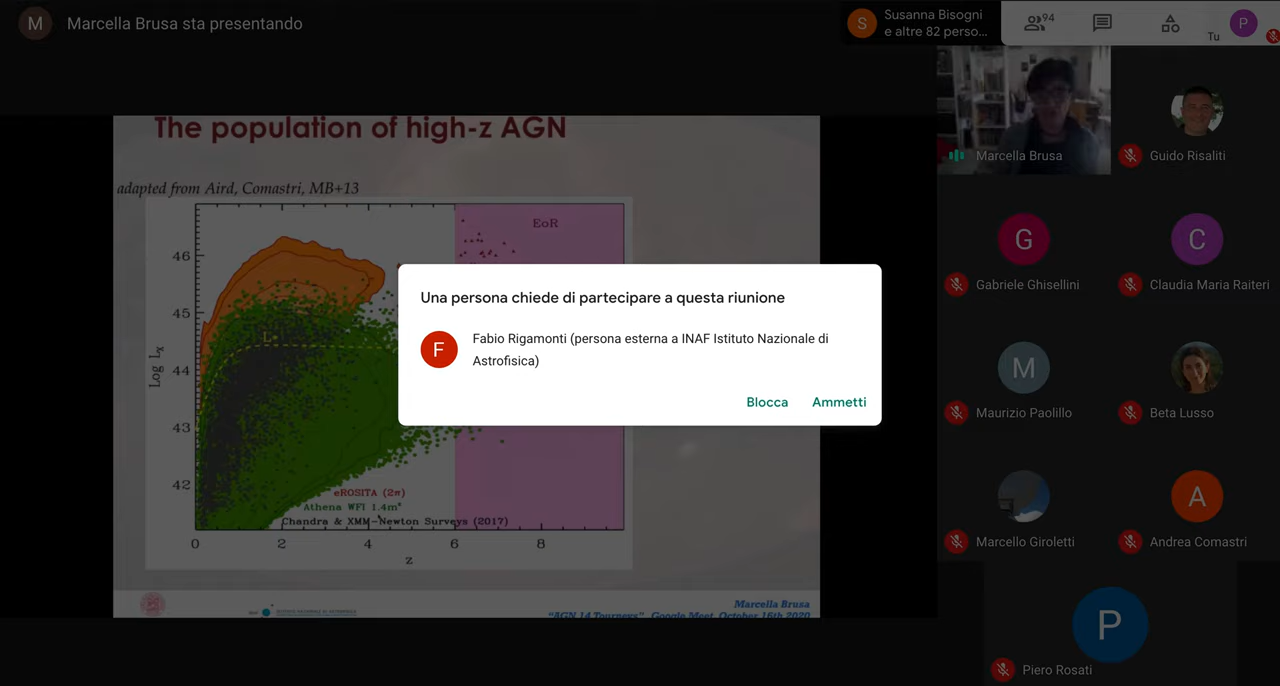 M
Marcella Brusa sta presentando
S
Susanna Bisogni
e altre 82 perso...
94
Tu
P
The population of high-z AGN
adapted from Aird, Comastri, MB+13
EoR
46
45
44
43
42
Log Lx
L*
eROSITA (2π)
Athena WFI 1.4m²
Chandra & XMM-Newton Surveys (2017)
0 2 4 6 8
z
Marcella Brusa
"AGN 14 Tourneys", Google Meet, October 16th 2020
Una persona chiede di partecipare a questa riunione
F
Fabio Rigamonti (persona esterna a INAF Istituto Nazionale di
Astrofisica)
Blocca Ammetti
Marcella Brusa
Guido Risaliti
G
Gabriele Ghisellini
C
Claudia Maria Raiteri
M
Maurizio Paolillo
Beta Lusso
Marcello Giroletti
A
Andrea Comastri
P
Piero Rosati